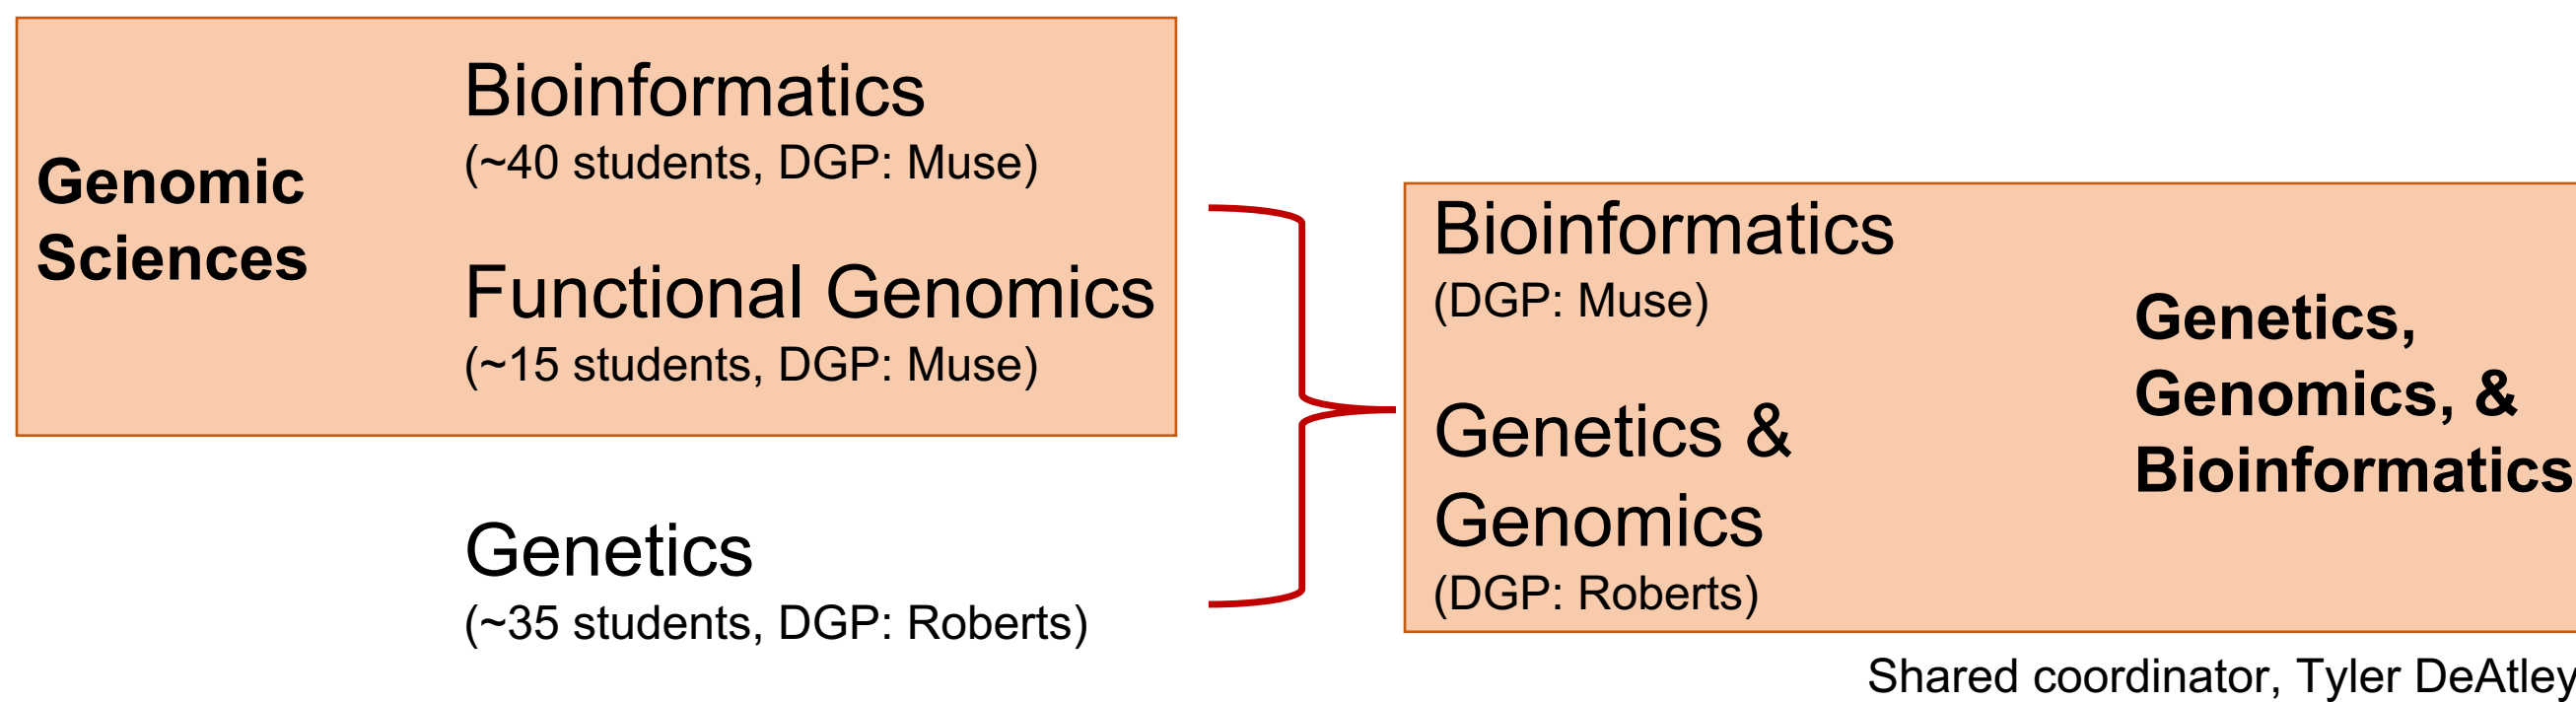 Genomic
Sciences
Bioinformatics
(~40 students, DGP: Muse)
Functional Genomics
(~15 students, DGP: Muse)
Genetics
(~35 students, DGP: Roberts)
Bioinformatics
(DGP: Muse)
Genetics &
Genomics
(DGP: Roberts)
Genetics,
Genomics, &
Bioinformatics
Shared coordinator, Tyler DeAtley